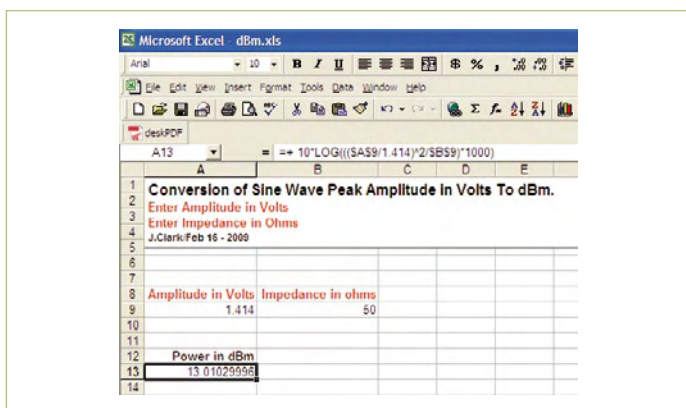 Microsoft Excel - dBm.xls
Arial 10 B I U $ % ,
File Edit View Insert Format Tools Data Window Help
deskPDF
A13 = =+ 10*LOG((($A$9/1.414)^2/$B$9)*1000)
A B C D E
1 Conversion of Sine Wave Peak Amplitude in Volts To dBm.
2 Enter Amplitude in Volts
3 Enter Impedance in Ohms
4 J.Clark/Feb 16 - 2009
5
6
7
8 Amplitude in Volts Impedance in ohms
9 1.414 50
10
11
12 Power in dBm
13 13.01029996
14